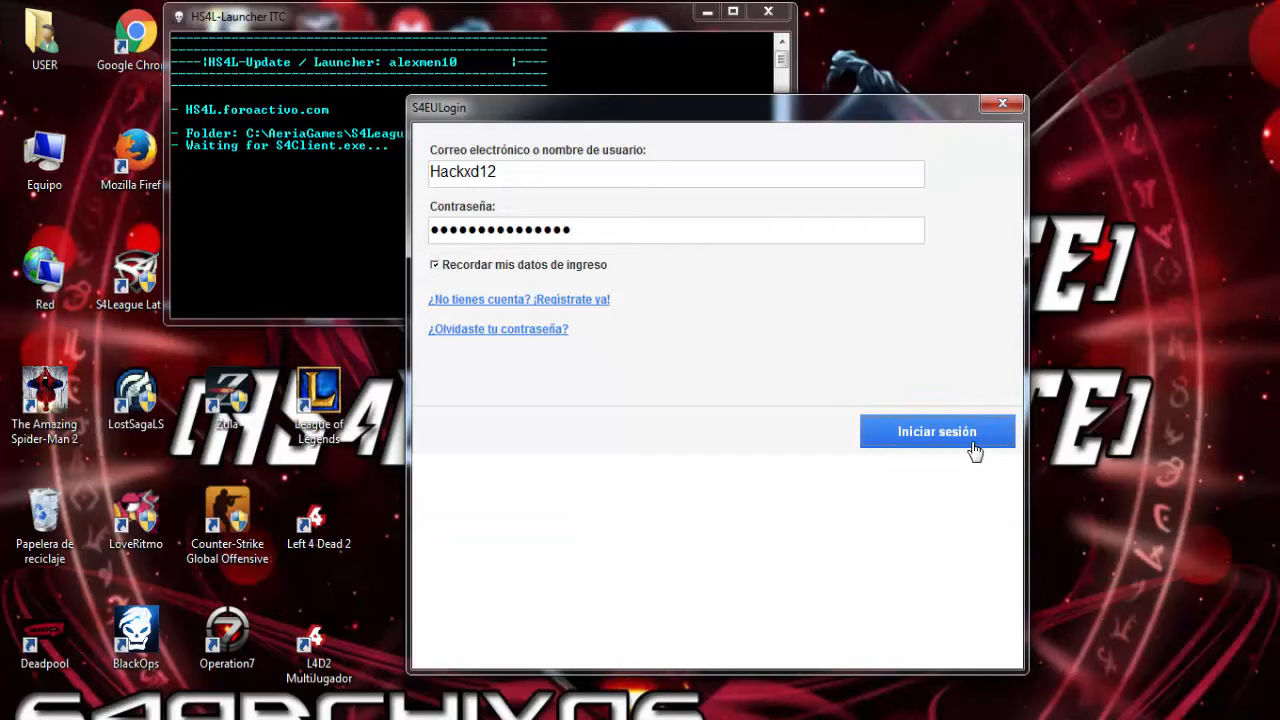 HS4L-Launcher ITC
----¦HS4L-Update / Launcher: alexmen10 ¦----
- HS4L.foroactivo.com
- Folder: C:\AeriaGames\S4Leagu
- Waiting for S4Client.exe...
S4EULogin
Correo electrónico o nombre de usuario:
Hackxd12
Contraseña:
●●●●●●●●●●●●●●●
Recordar mis datos de ingreso
¿No tienes cuenta? ¡Registrate ya!
¿Olvidaste tu contraseña?
Iniciar sesión
USER
Google Chron
Equipo
Mozilla Firef
Red
S4League Lat
The Amazing
Spider-Man 2
LostSagaLS
Zula
League of
Legends
Papelera de
reciclaje
LoveRitmo
Counter-Strike
Global Offensive
Left 4 Dead 2
Deadpool
BlackOps
Operation7
L4D2
MultiJugador
[HS4
S4ARCHIVOS